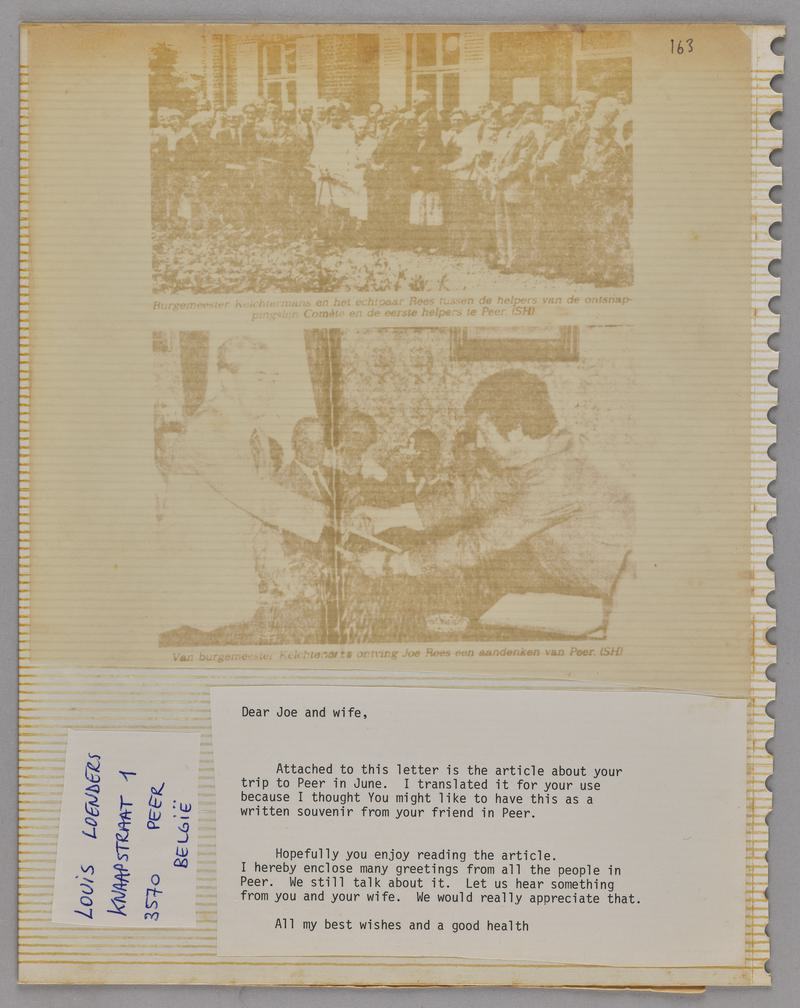 163
Burgemeester Kelchtermans en het echtpaar Rees tussen de helpers van de ontsnap-
pingslijn Comète en de eerste helpers te Peer. (SH)
Van burgemeester ontving Joe Rees een aandenken van Peer. (SH)
Dear Joe and wife,
Attached to this letter is the article about your
trip to Peer in June. I translated it for your use
because I thought You might like to have this as a
written souvenir from your friend in Peer.
Hopefully you enjoy reading the article.
I hereby enclose many greetings from all the people in
Peer. We still talk about it. Let us hear something
from you and your wife. We would really appreciate that.
All my best wishes and a good health
LOUIS LOENDERS
KNAAPSTRAAT 1
3570 PEER
BELGIË